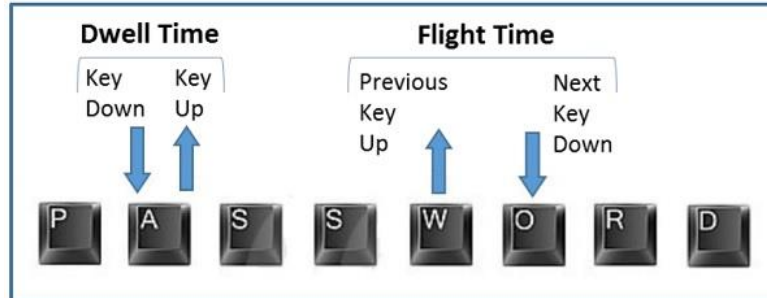 Dwell Time
Key Down
Key Up
Flight Time
Previous Key Up
Next Key Down
P A S S W O R D